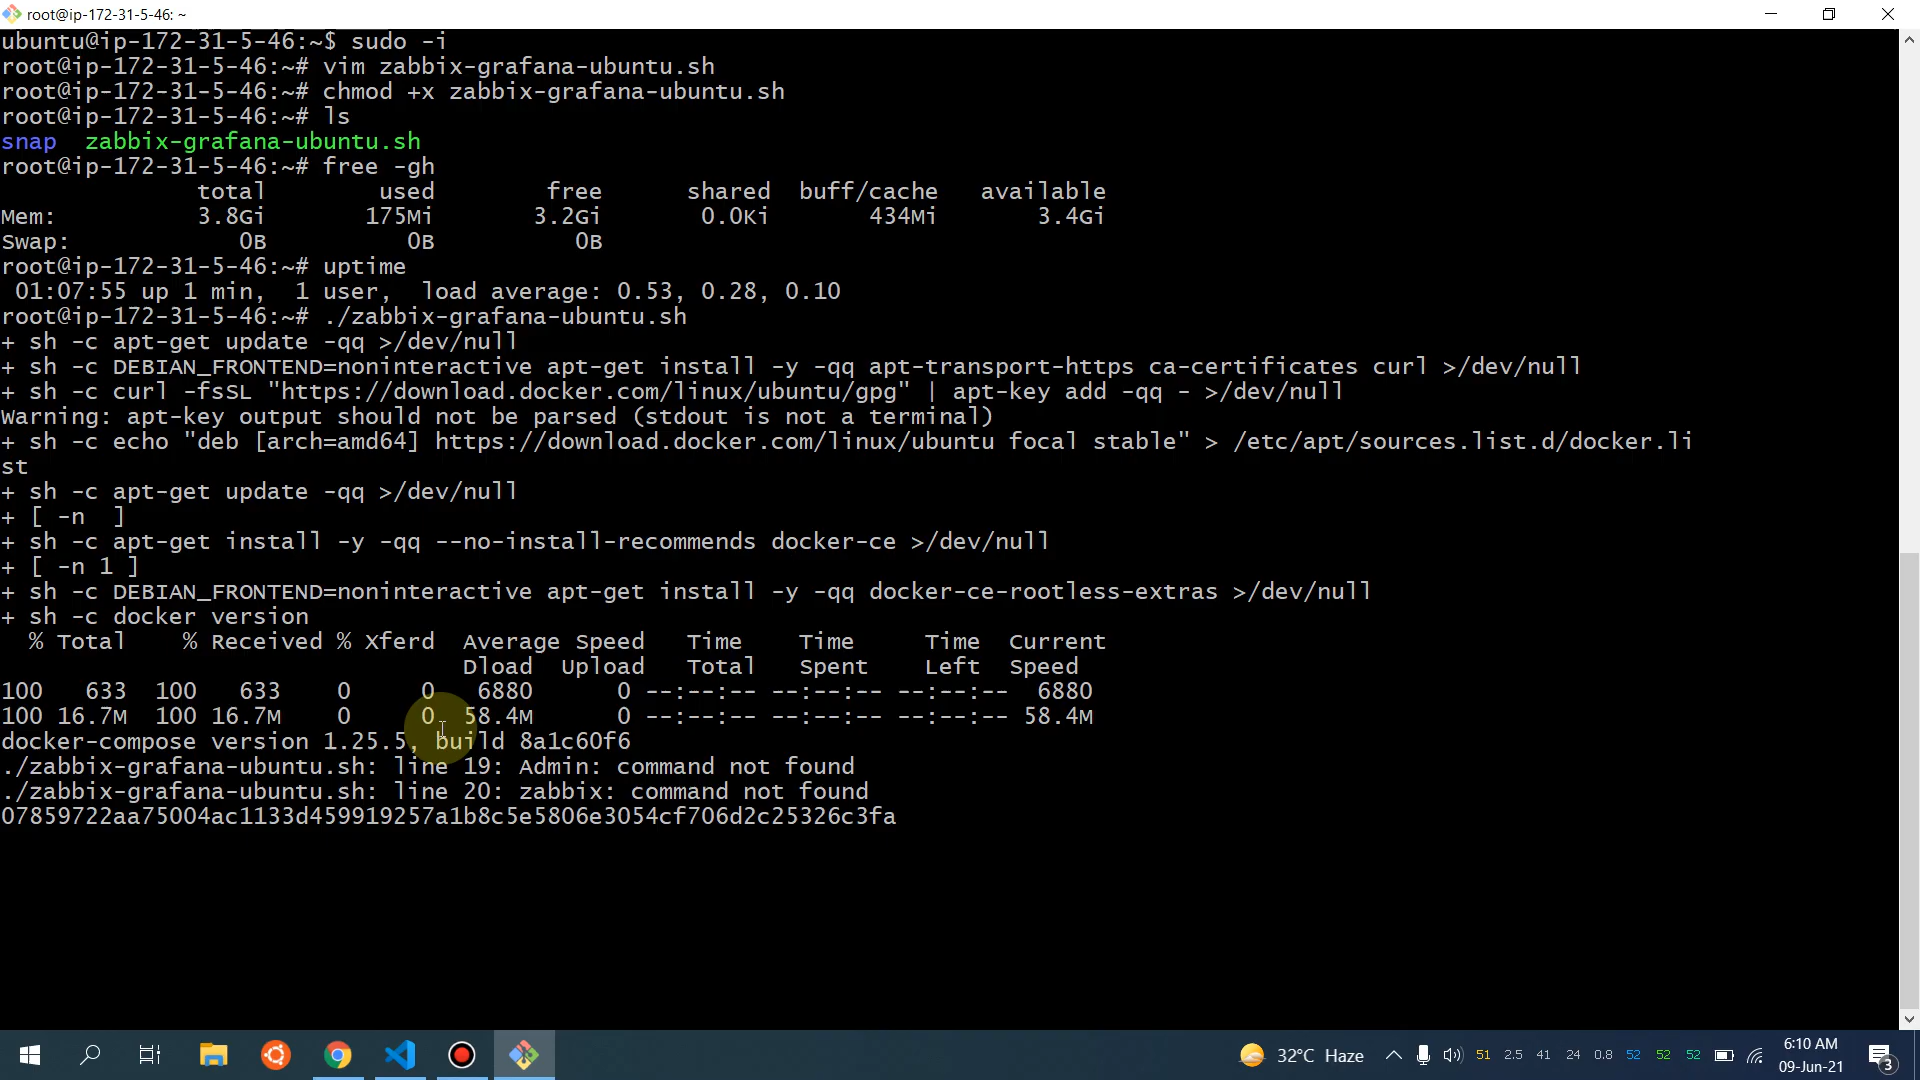 root@ip-172-31-5-46: ~
ubuntu@ip-172-31-5-46:~$ sudo -i
root@ip-172-31-5-46:~# vim zabbix-grafana-ubuntu.sh
root@ip-172-31-5-46:~# chmod +x zabbix-grafana-ubuntu.sh
root@ip-172-31-5-46:~# ls
snap  zabbix-grafana-ubuntu.sh
root@ip-172-31-5-46:~# free -gh
              total        used        free      shared  buff/cache   available
Mem:          3.8Gi       175Mi       3.2Gi       0.0Ki       434Mi       3.4Gi
Swap:            0B          0B          0B
root@ip-172-31-5-46:~# uptime
 01:07:55 up 1 min,  1 user,  load average: 0.53, 0.28, 0.10
root@ip-172-31-5-46:~# ./zabbix-grafana-ubuntu.sh
+ sh -c apt-get update -qq >/dev/null
+ sh -c DEBIAN_FRONTEND=noninteractive apt-get install -y -qq apt-transport-https ca-certificates curl >/dev/null
+ sh -c curl -fsSL "https://download.docker.com/linux/ubuntu/gpg" | apt-key add -qq - >/dev/null
Warning: apt-key output should not be parsed (stdout is not a terminal)
+ sh -c echo "deb [arch=amd64] https://download.docker.com/linux/ubuntu focal stable" > /etc/apt/sources.list.d/docker.li
st
+ sh -c apt-get update -qq >/dev/null
+ [ -n  ]
+ sh -c apt-get install -y -qq --no-install-recommends docker-ce >/dev/null
+ [ -n 1 ]
+ sh -c DEBIAN_FRONTEND=noninteractive apt-get install -y -qq docker-ce-rootless-extras >/dev/null
+ sh -c docker version
  % Total    % Received % Xferd  Average Speed   Time    Time     Time  Current
                                 Dload  Upload   Total   Spent    Left  Speed
100   633  100   633    0     0   6880      0 --:--:-- --:--:-- --:--:--  6880
100 16.7M  100 16.7M    0     0  58.4M      0 --:--:-- --:--:-- --:--:-- 58.4M
docker-compose version 1.25.5, build 8a1c60f6
./zabbix-grafana-ubuntu.sh: line 19: Admin: command not found
./zabbix-grafana-ubuntu.sh: line 20: zabbix: command not found
07859722aa75004ac1133d459919257a1b8c5e5806e3054cf706d2c25326c3fa
32°C Haze 51 2.5 41 24 0.8 52 52 52 6:10 AM
09-Jun-21 3